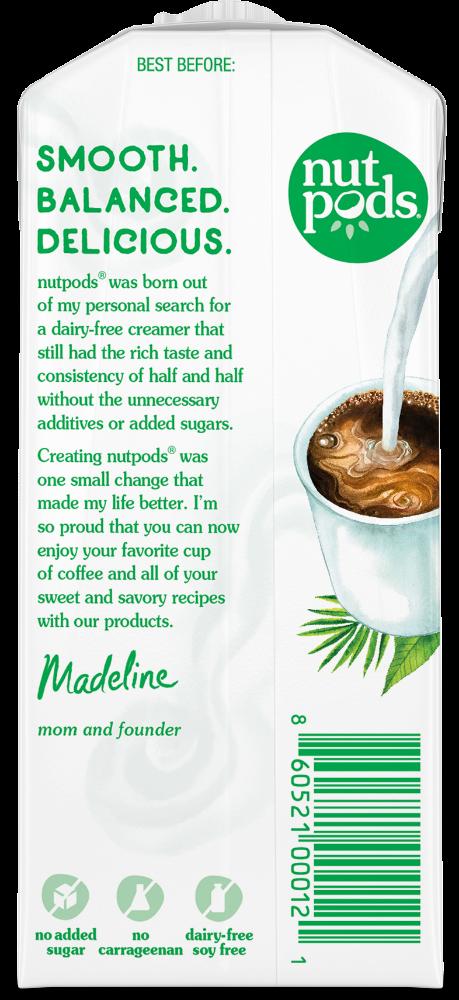 BEST BEFORE:
SMOOTH.
BALANCED.
DELICIOUS.
nutpods® was born out
of my personal search for
a dairy-free creamer that
still had the rich taste and
consistency of half and half
without the unnecessary
additives or added sugars.
Creating nutpods® was
one small change that
made my life better. I'm
so proud that you can now
enjoy your favorite cup
of coffee and all of your
sweet and savory recipes
with our products.
Madeline
mom and founder
no added
sugar
no
carrageenan
dairy-free
soy free
nut
pods®
8 60521 00012 1